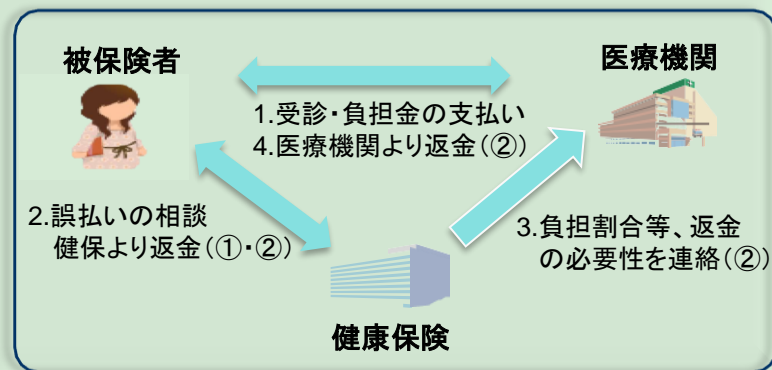 被保険者
医療機関
1.受診・負担金の支払い
4.医療機関より返金(②)
2.誤払いの相談
健保より返金(①・②)
3.負担割合等、返金
の必要性を連絡(②)
健康保険